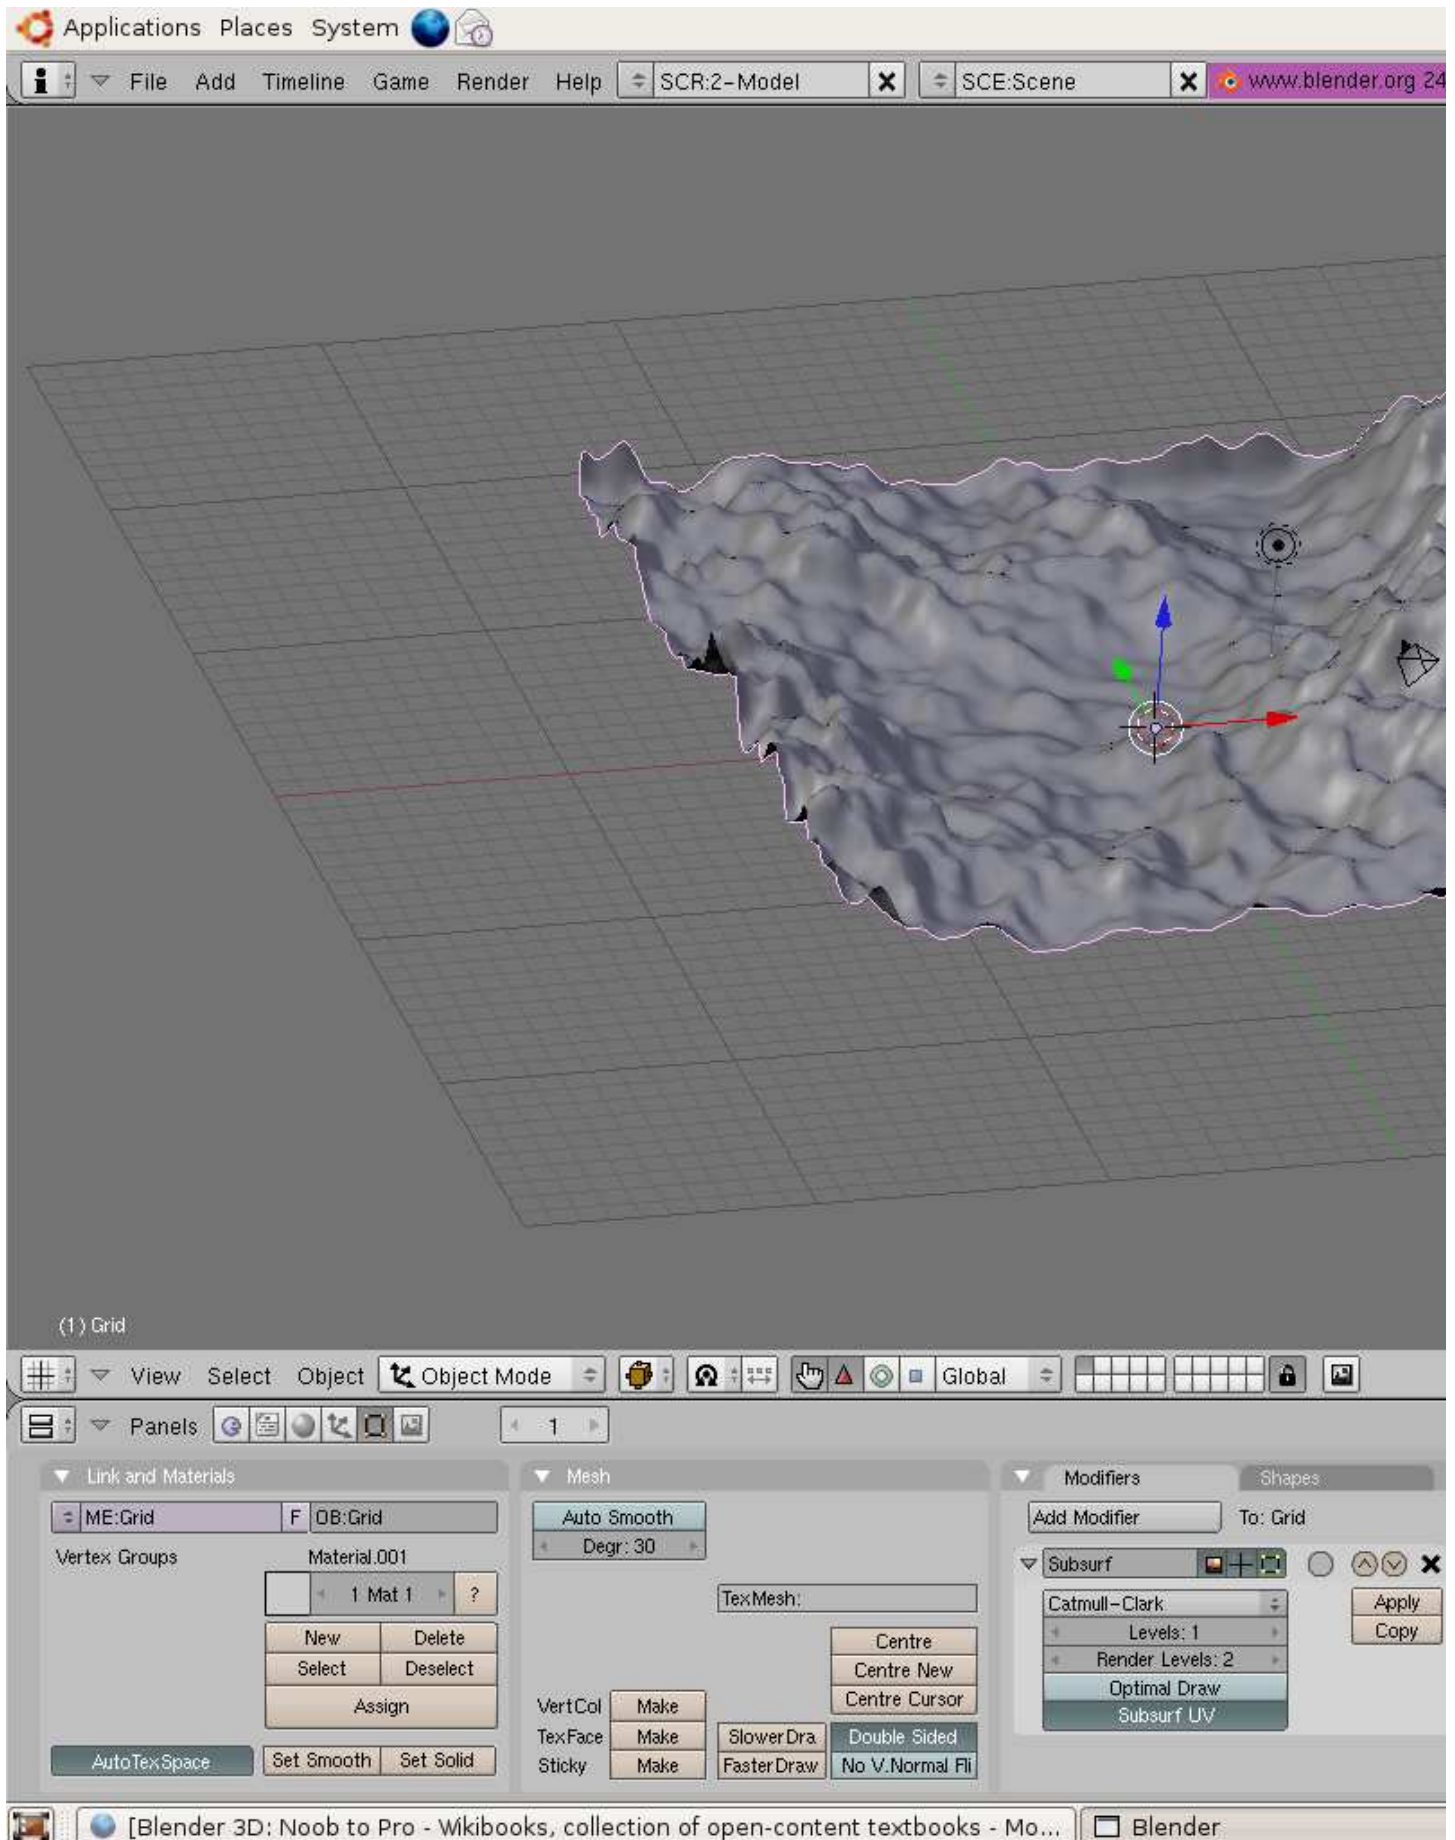 Applications Places System
File Add Timeline Game Render Help SCR:2-Model SCE:Scene www.blender.org 24
(1) Grid
View Select Object Object Mode Global
Panels 1
Link and Materials
ME:Grid F OB:Grid
Vertex Groups Material.001
1 Mat 1 ?
New Delete
Select Deselect
Assign
AutoTexSpace Set Smooth Set Solid
Mesh
Auto Smooth
Degr: 30
TexMesh:
Centre
Centre New
Centre Cursor
VertCol Make
TexFace Make SlowerDra Double Sided
Sticky Make FasterDraw No V.Normal Fli
Modifiers Shapes
Add Modifier To: Grid
Subsurf
Catmull-Clark Apply
Levels: 1 Copy
Render Levels: 2
Optimal Draw
Subsurf UV
[Blender 3D: Noob to Pro - Wikibooks, collection of open-content textbooks - Mo... Blender